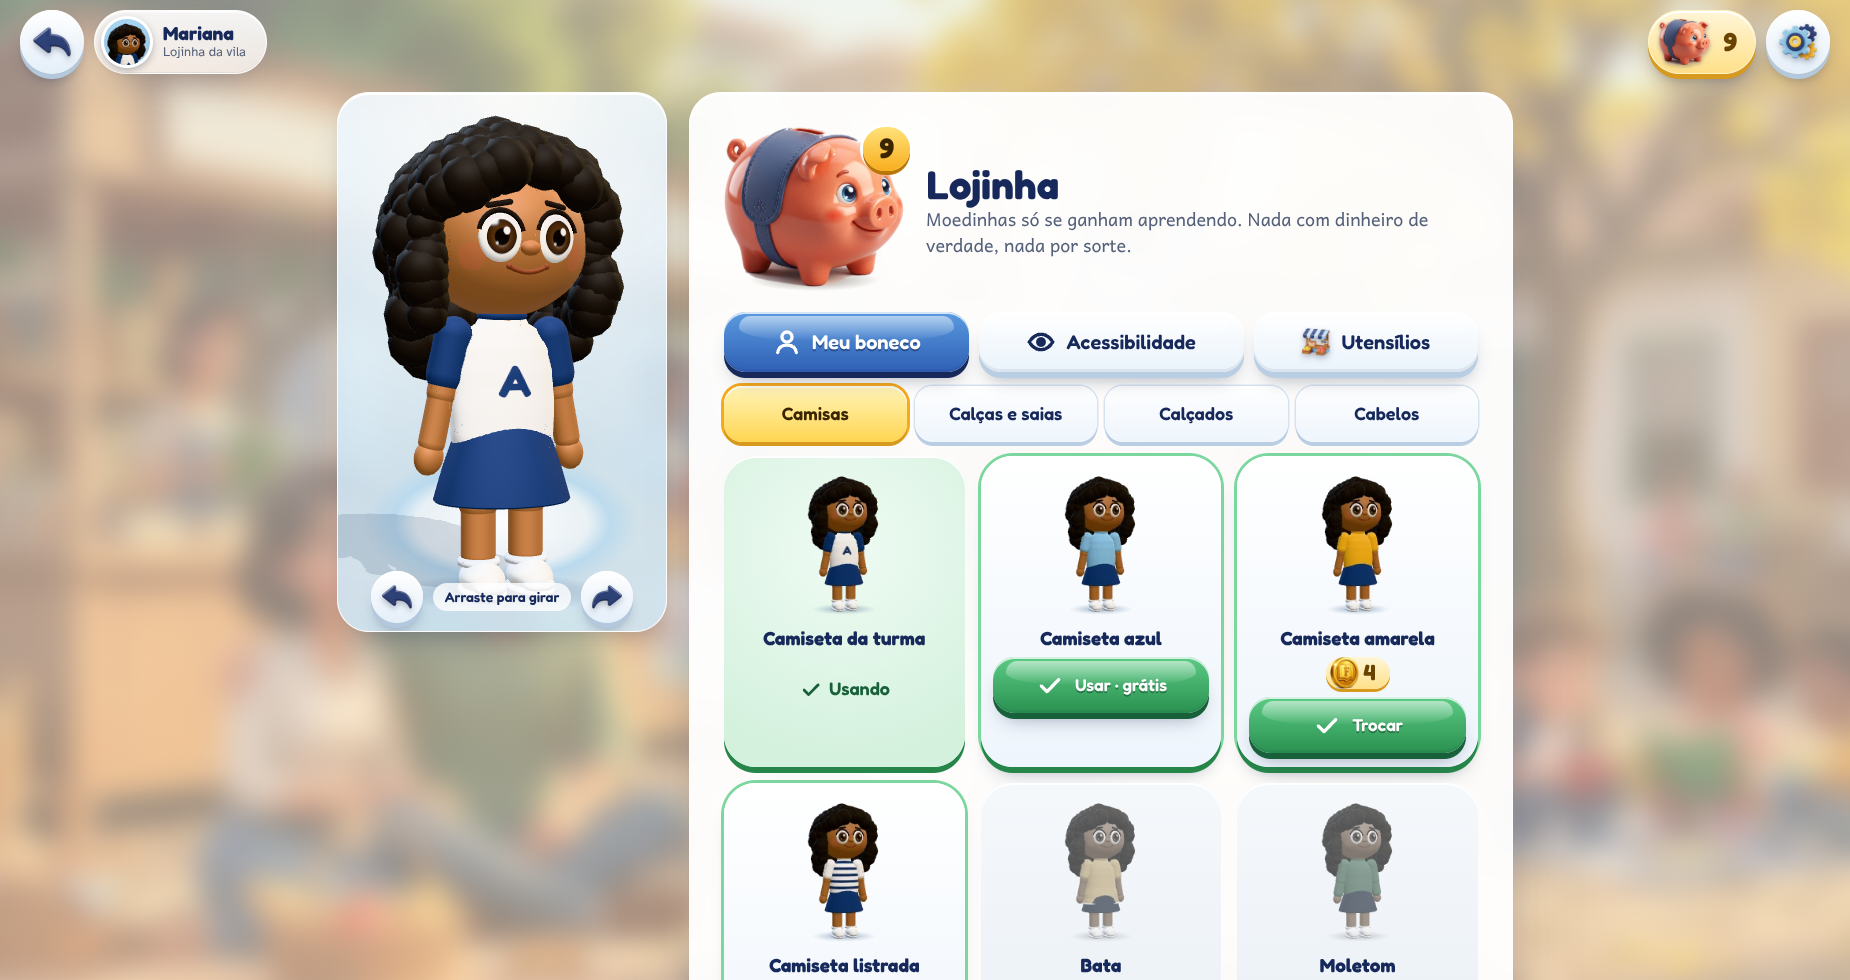 Mariana
Lojinha da vila
9
9
Lojinha
Moedinhas só se ganham aprendendo. Nada com dinheiro de
verdade, nada por sorte.
Meu boneco
Acessibilidade
Utensílios
Camisas
Calças e saias
Calçados
Cabelos
A
Arraste para girar
A
Camiseta da turma
Usando
Camiseta azul
Usar · grátis
Camiseta amarela
4
Trocar
Camiseta listrada
Bata
Moletom